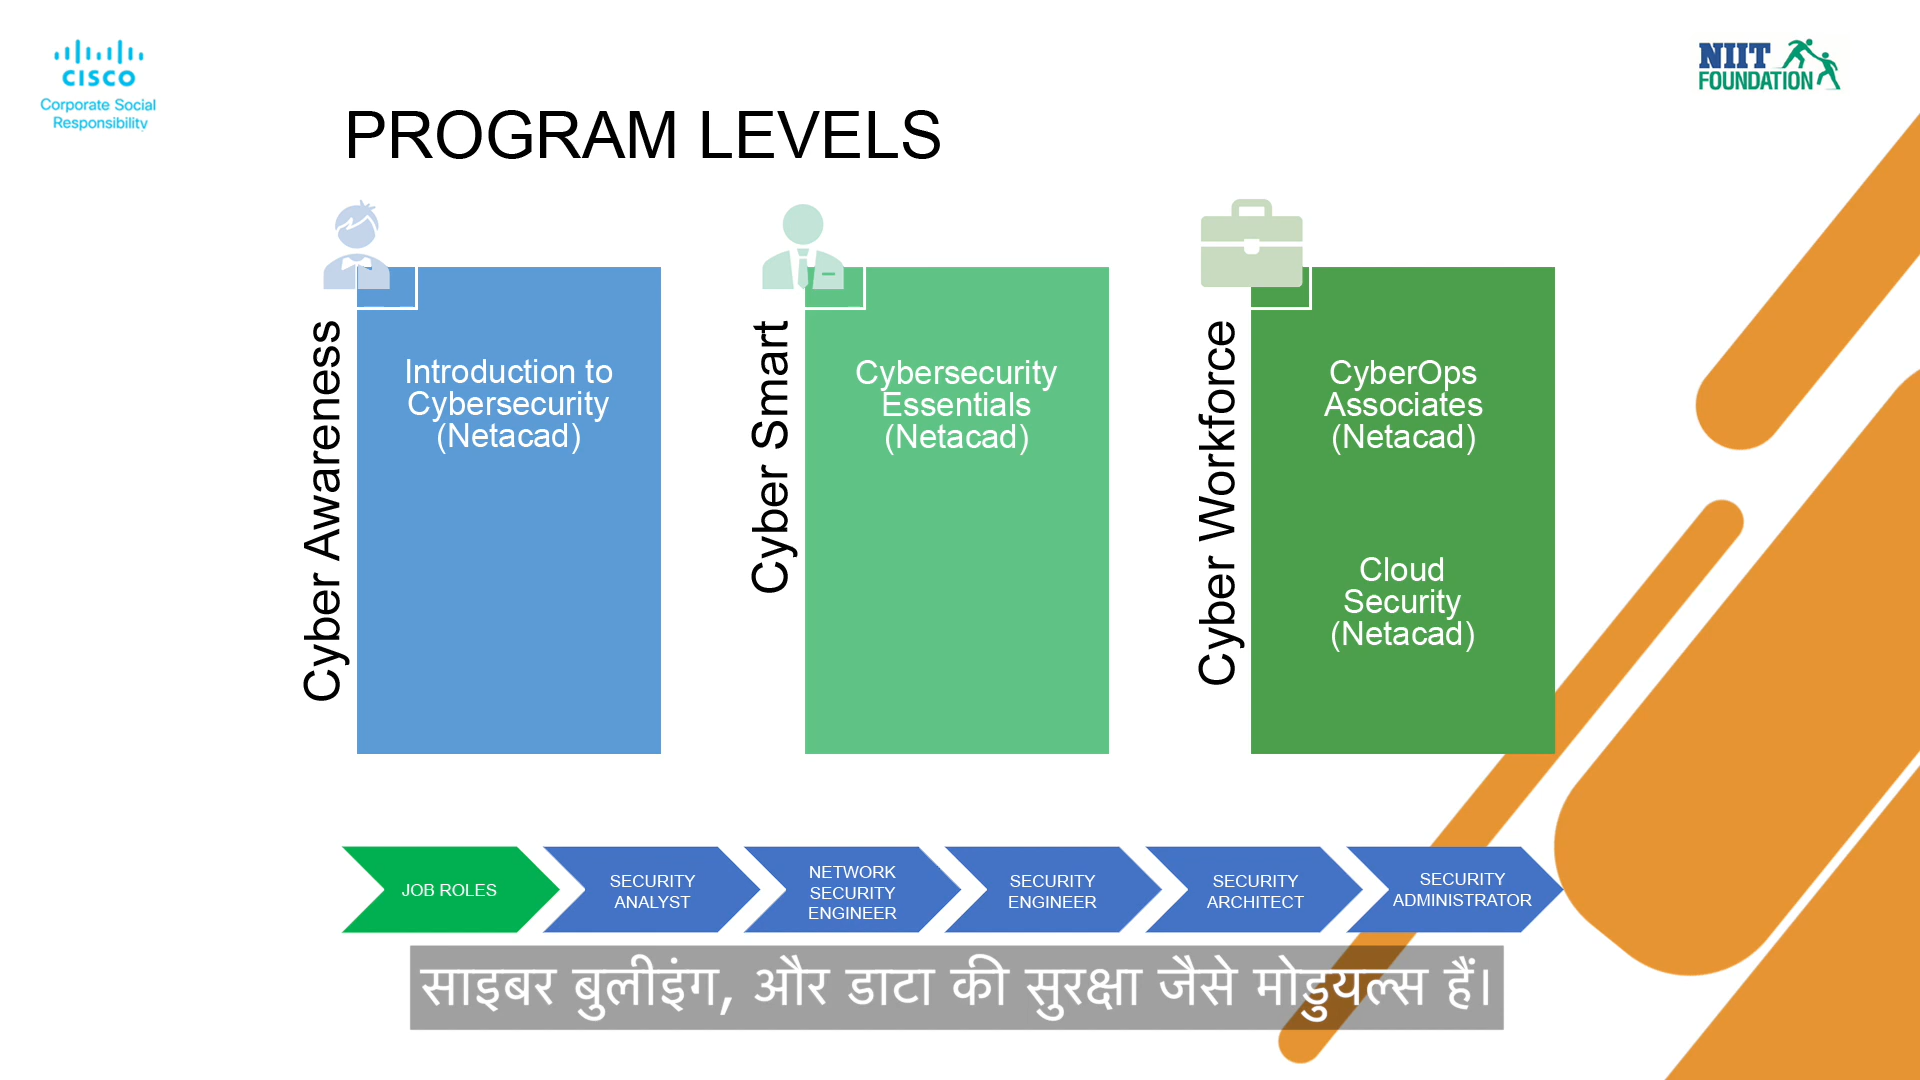 CISCO
Corporate Social
Responsibility
NIIT
FOUNDATION
PROGRAM LEVELS
Cyber Awareness
Introduction to
Cybersecurity
(Netacad)
Cyber Smart
Cybersecurity
Essentials
(Netacad)
Cyber Workforce
CyberOps
Associates
(Netacad)
Cloud
Security
(Netacad)
JOB ROLES
SECURITY
ANALYST
NETWORK
SECURITY
ENGINEER
SECURITY
ENGINEER
SECURITY
ARCHITECT
SECURITY
ADMINISTRATOR
साइबर बुलीइंग, और डाटा की सुरक्षा जैसे मोडुयल्स हैं।